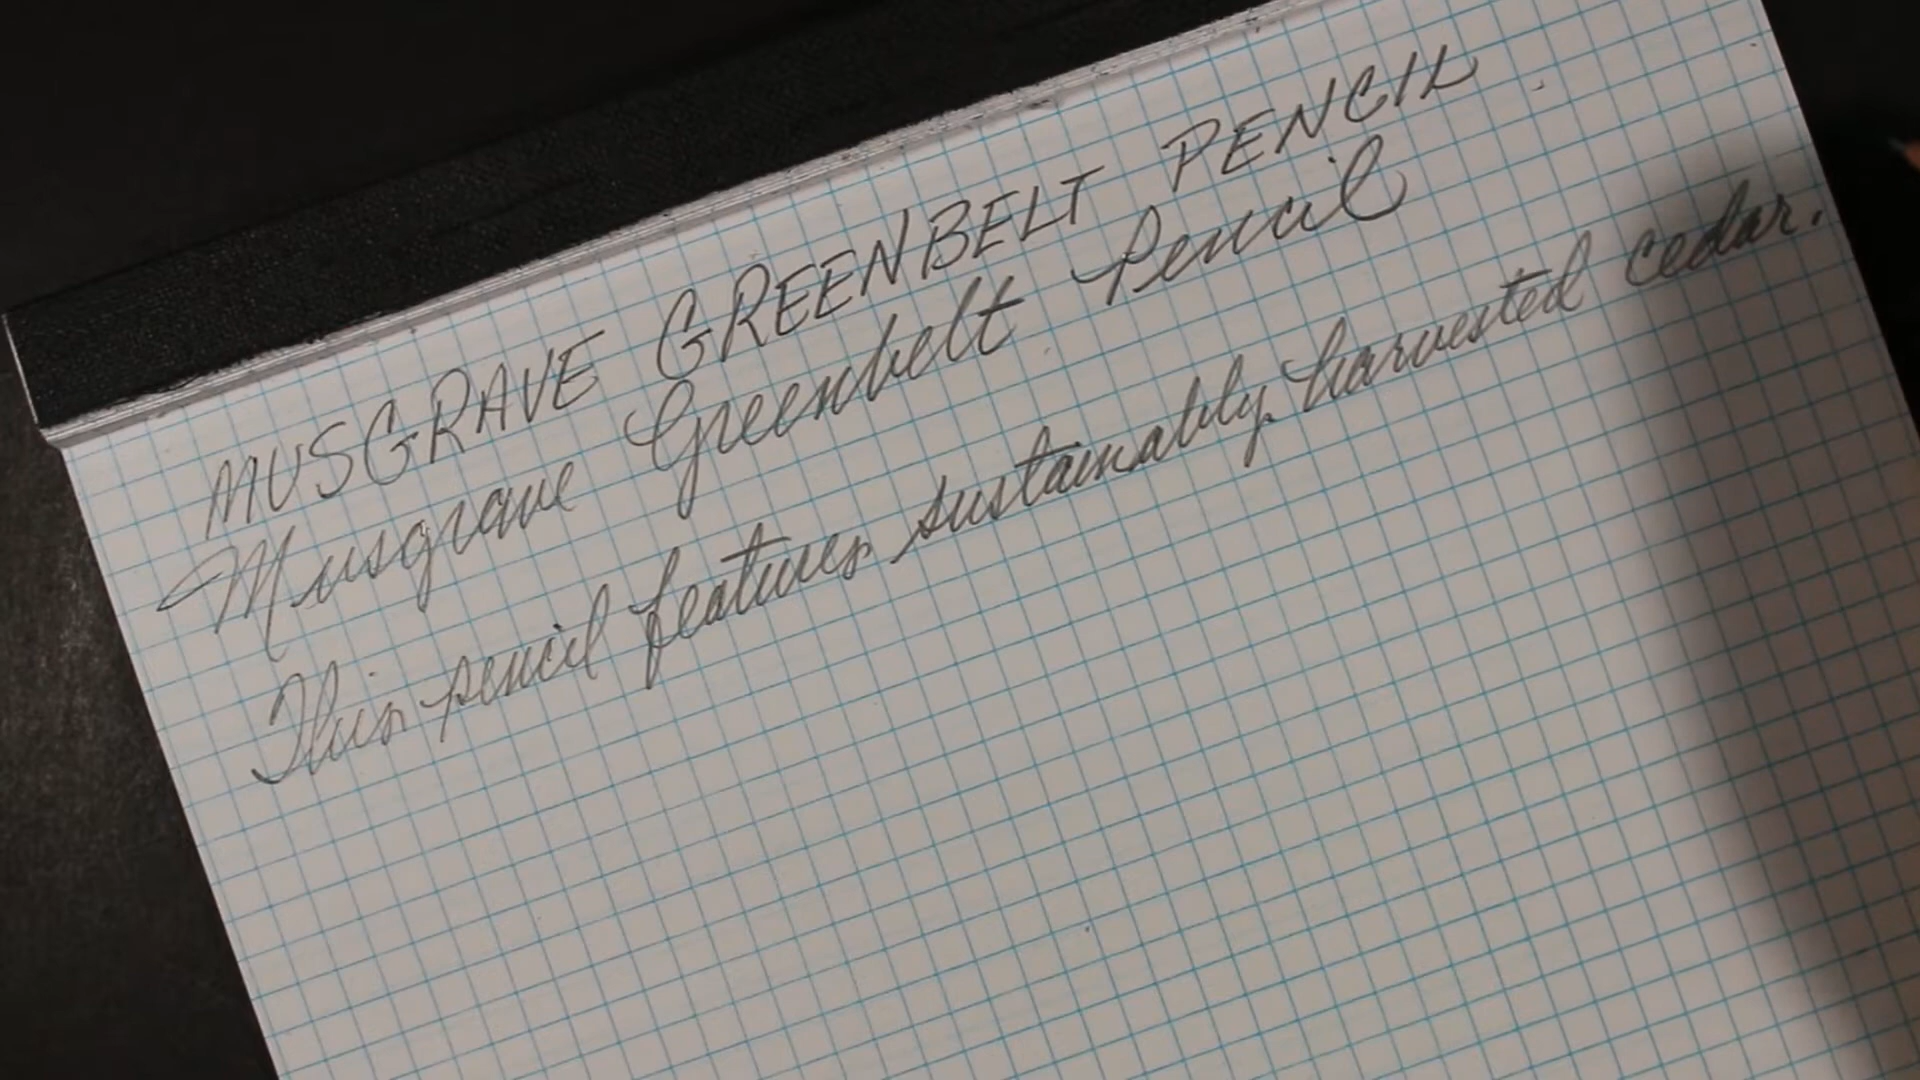 MUSGRAVE GREENBELT PENCIL
Musgrave Greenbelt Pencil
This pencil features sustainably harvested cedar.